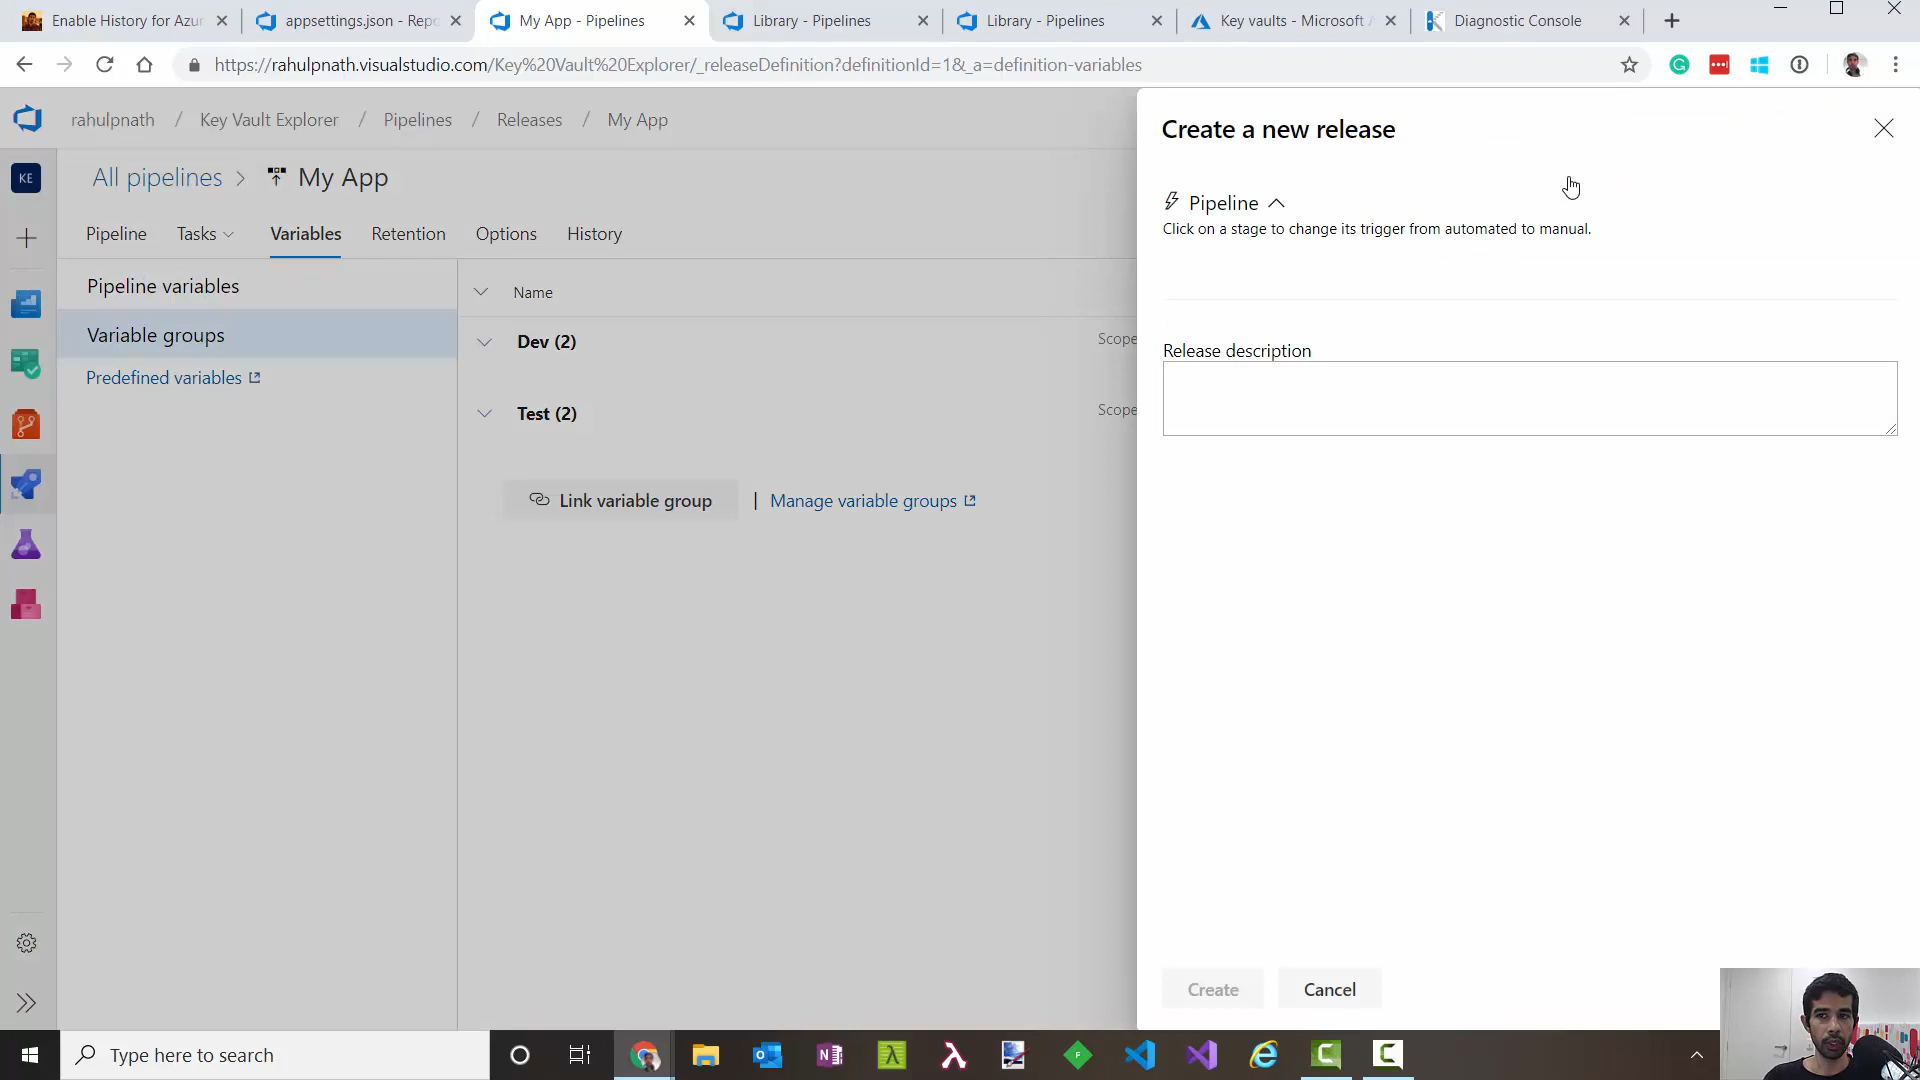 Enable History for Azur
appsettings.json - Repo
My App - Pipelines
Library - Pipelines
Library - Pipelines
Key vaults - Microsoft A
Diagnostic Console
https://rahulpnath.visualstudio.com/Key%20Vault%20Explorer/_releaseDefinition?definitionId=1&_a=definition-variables
rahulpnath / Key Vault Explorer / Pipelines / Releases / My App
KE
All pipelines > My App
Pipeline Tasks Variables Retention Options History
Pipeline variables
Variable groups
Predefined variables
Name
Dev (2)
Scope
Test (2)
Scope
Link variable group | Manage variable groups
Create a new release
Pipeline
Click on a stage to change its trigger from automated to manual.
Release description
Create Cancel
Type here to search